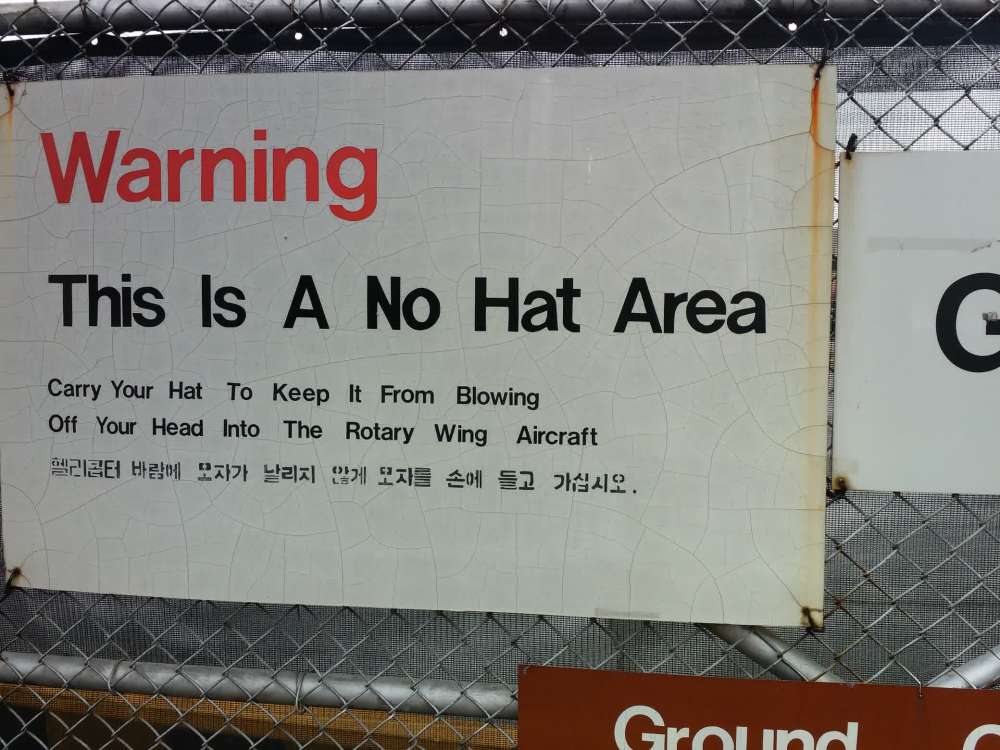 Warning
This Is A No Hat Area
Carry Your Hat To Keep It From Blowing
Off Your Head Into The Rotary Wing Aircraft
헬리콥터 바람에 모자가 날리지 않게 모자를 손에 들고 가십시오.
G
Ground